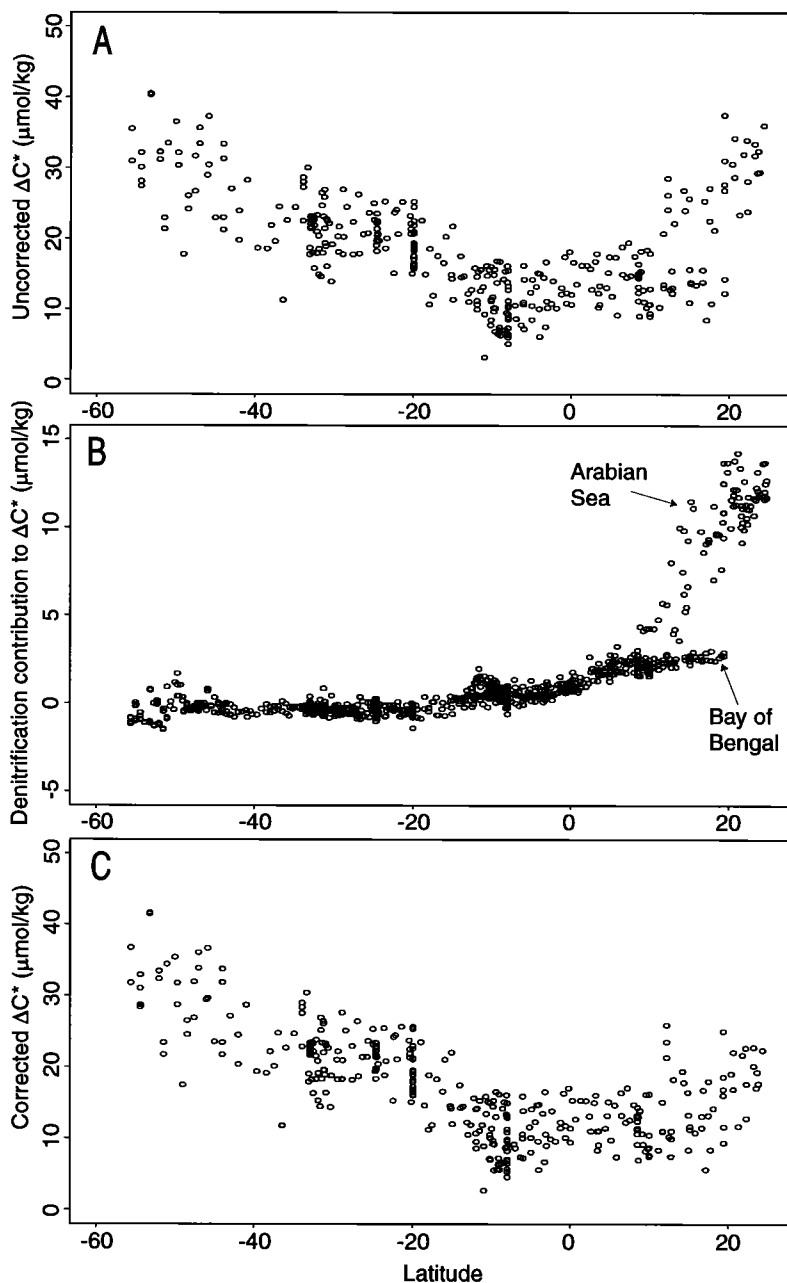 A
Uncorrected ΔC* (μmol/kg)
50
40
30
20
10
0
-60
-40
-20
0
20
B
Denitrification contribution to ΔC* (μmol/kg)
15
10
5
0
-5
Arabian
Sea
Bay of
Bengal
-60
-40
-20
0
20
C
Corrected ΔC* (μmol/kg)
50
40
30
20
10
0
-60
-40
-20
0
20
Latitude